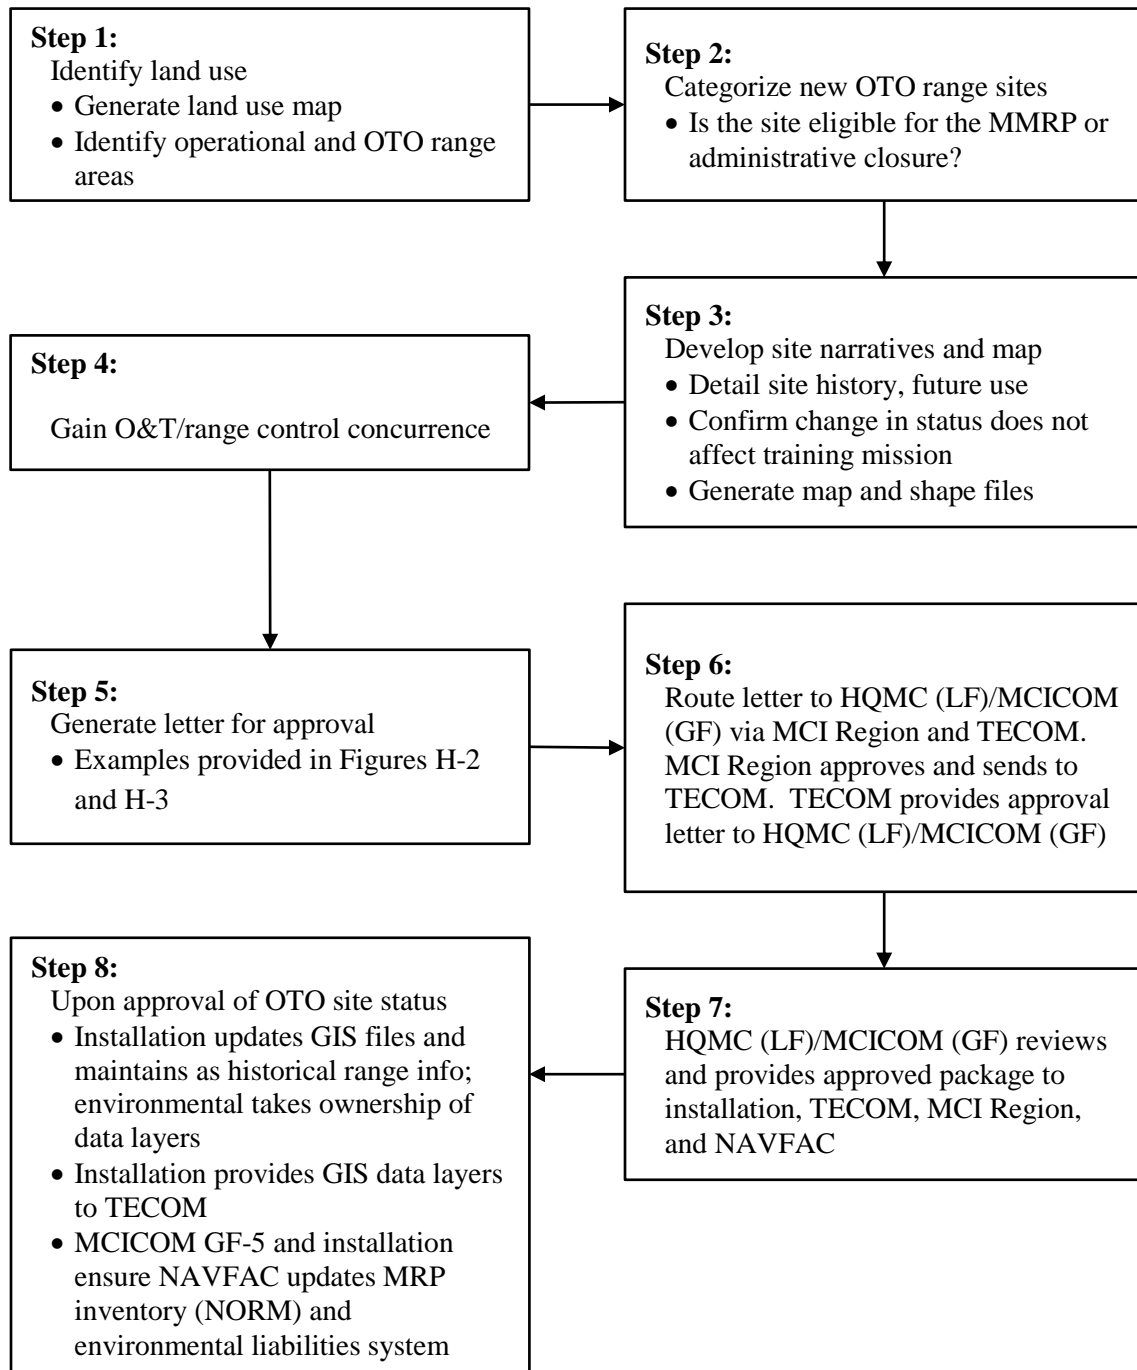 Step 1:
Identify land use
• Generate land use map
• Identify operational and OTO range
areas
Step 2:
Categorize new OTO range sites
• Is the site eligible for the MMRP or
administrative closure?
Step 3:
Develop site narratives and map
• Detail site history, future use
• Confirm change in status does not
affect training mission
• Generate map and shape files
Step 4:
Gain O&T/range control concurrence
Step 5:
Generate letter for approval
• Examples provided in Figures H-2
and H-3
Step 6:
Route letter to HQMC (LF)/MCICOM
(GF) via MCI Region and TECOM.
MCI Region approves and sends to
TECOM.  TECOM provides approval
letter to HQMC (LF)/MCICOM (GF)
Step 7:
HQMC (LF)/MCICOM (GF) reviews
and provides approved package to
installation, TECOM, MCI Region,
and NAVFAC
Step 8:
Upon approval of OTO site status
• Installation updates GIS files and
maintains as historical range info;
environmental takes ownership of
data layers
• Installation provides GIS data layers
to TECOM
• MCICOM GF-5 and installation
ensure NAVFAC updates MRP
inventory (NORM) and
environmental liabilities system